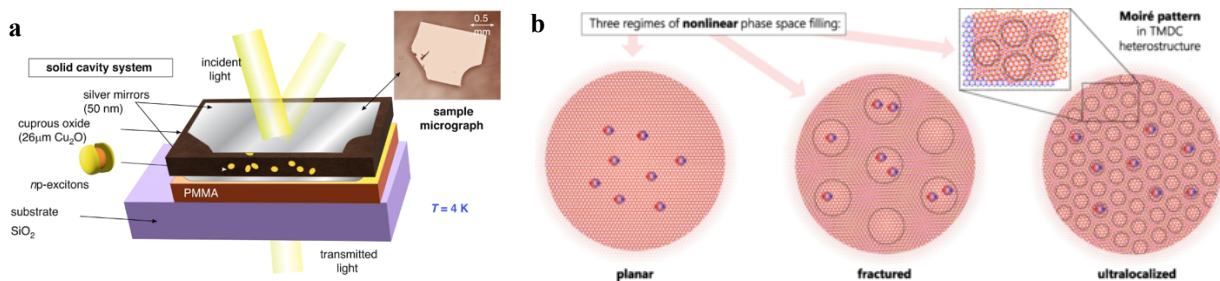 a
solid cavity system
silver mirrors
(50 nm)
cuprous oxide
(26μm Cu₂O)
np-excitons
substrate
SiO₂
incident
light
0.5
mm
sample
micrograph
PMMA
T = 4 K
transmitted
light
b
Three regimes of nonlinear phase space filling:
Moiré pattern
in TMDC
heterostructure
planar
fractured
ultralocalized